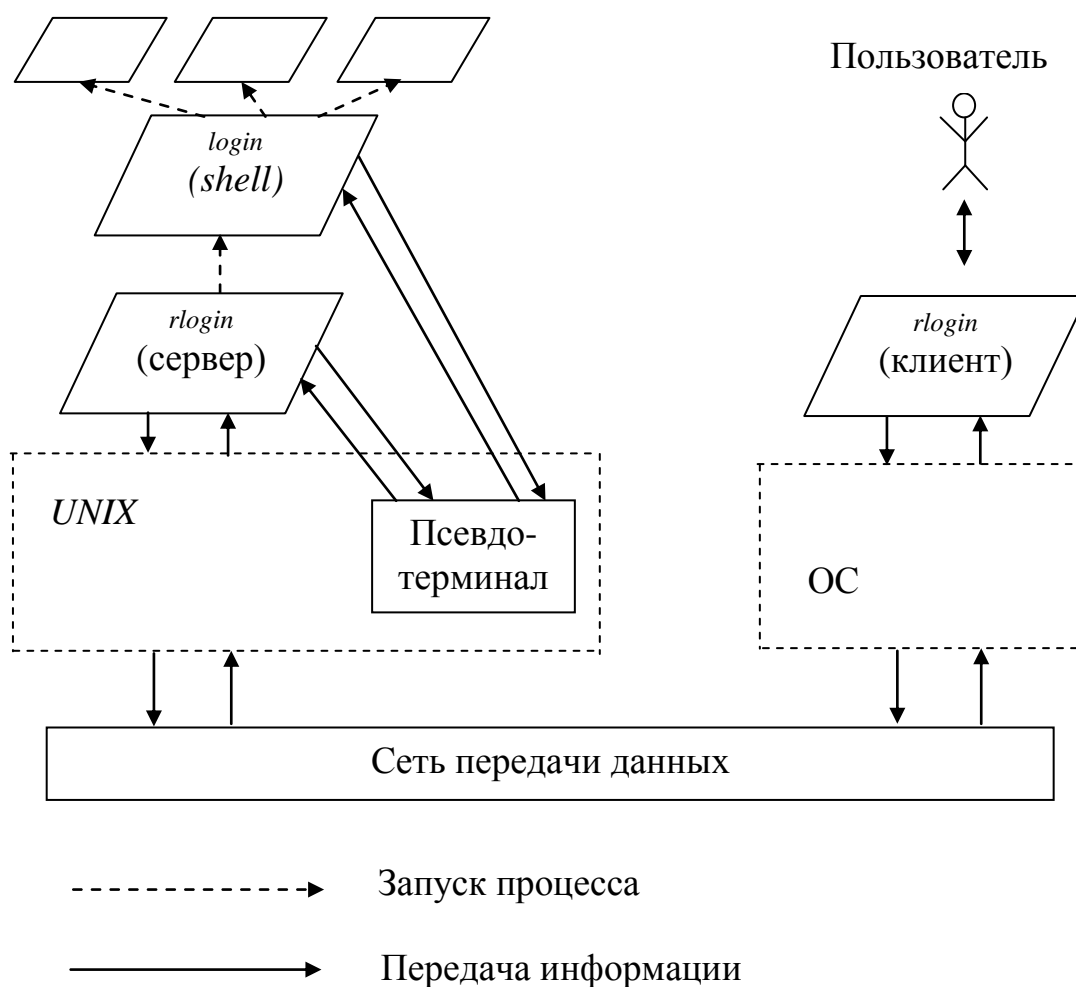 Пользователь
login
(shell)
rlogin
(сервер)
rlogin
(клиент)
UNIX
Псевдо-
терминал
ОС
Сеть передачи данных
Запуск процесса
Передача информации